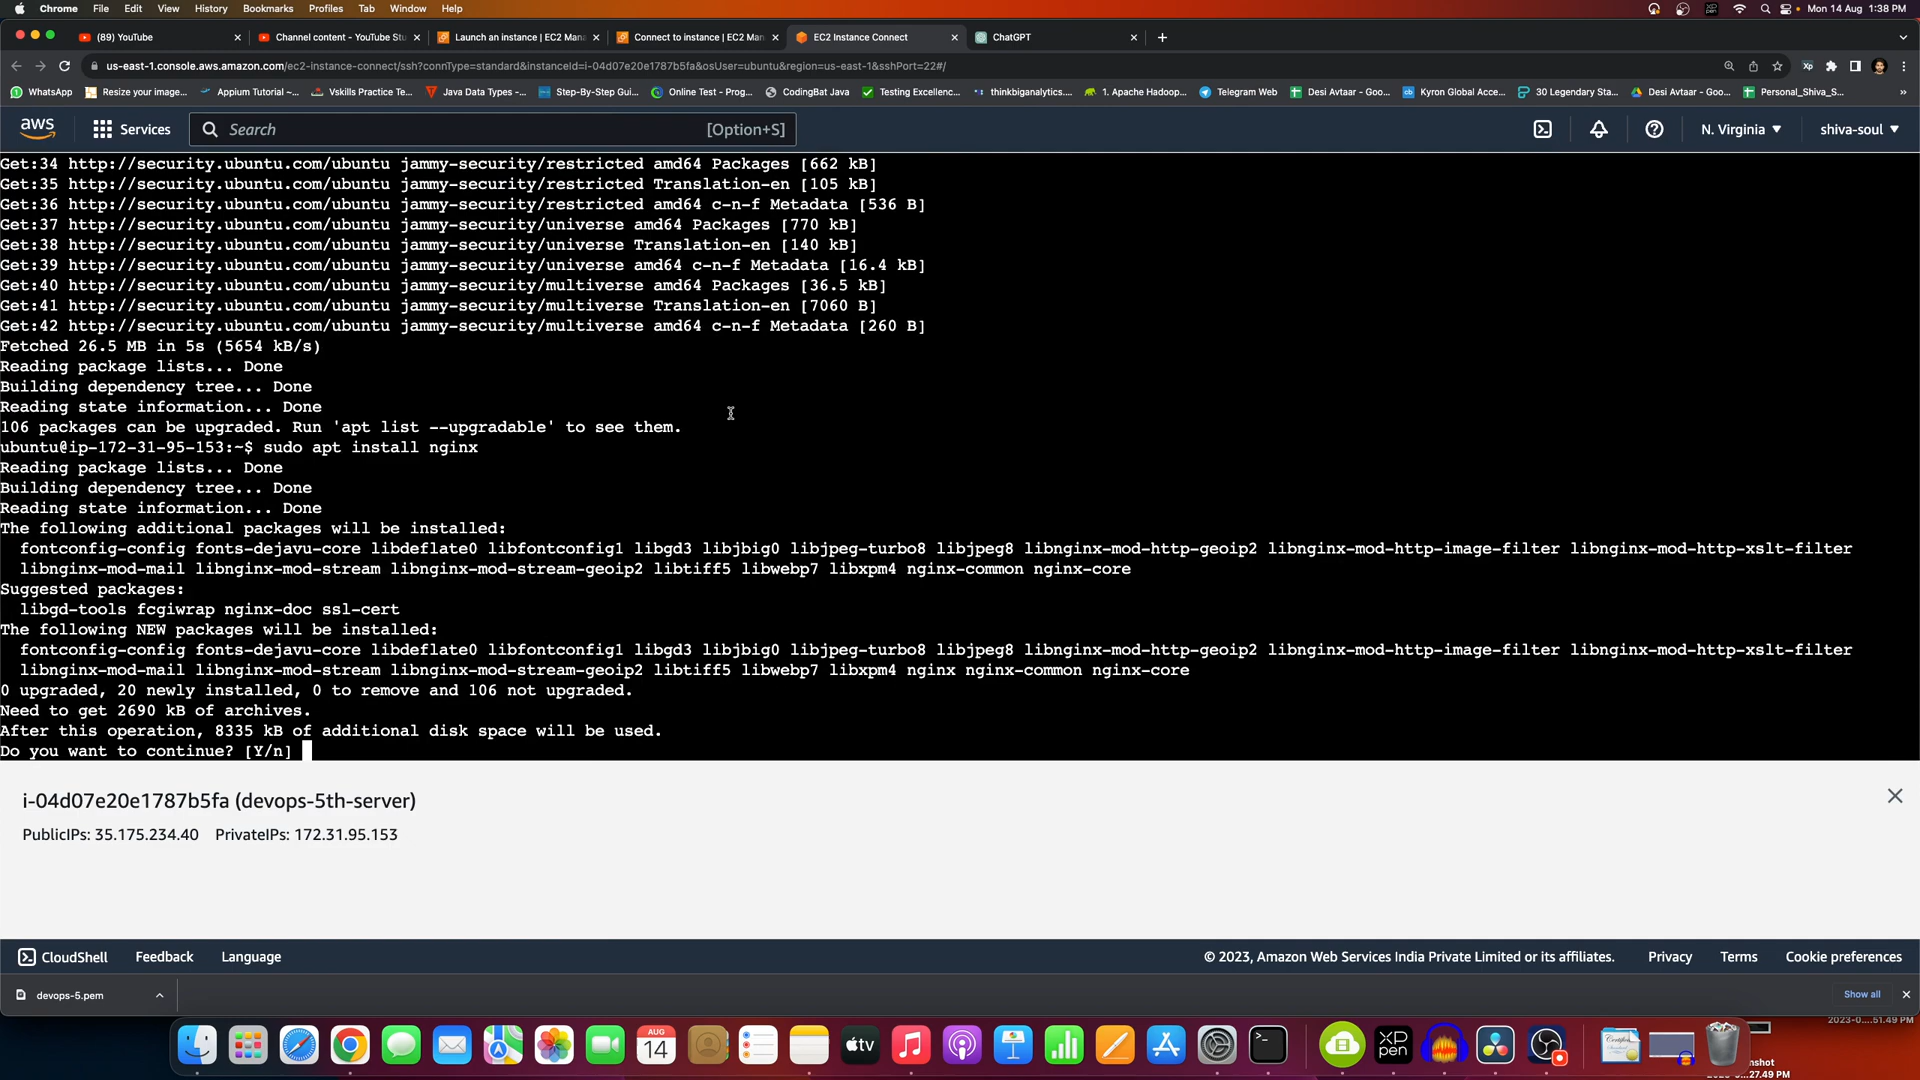 Chrome File Edit View History Bookmarks Profiles Tab Window Help Mon 14 Aug 1:38 PM
(89) YouTube Channel content - YouTube Stu Launch an instance | EC2 Mana Connect to instance | EC2 Man EC2 Instance Connect ChatGPT
us-east-1.console.aws.amazon.com/ec2-instance-connect/ssh?connType=standard&instanceId=i-04d07e20e1787b5fa&osUser=ubuntu&region=us-east-1&sshPort=22#/
WhatsApp Resize your image... Appium Tutorial ~... Vskills Practice Te... Java Data Types -... Step-By-Step Gui... Online Test - Prog... CodingBat Java Testing Excellenc... thinkbiganalytics.... 1. Apache Hadoop... Telegram Web Desi Avtaar - Goo... Kyron Global Acce... 30 Legendary Sta... Desi Avtaar - Goo... Personal_Shiva_S...
aws Services Search [Option+S] N. Virginia shiva-soul
Get:34 http://security.ubuntu.com/ubuntu jammy-security/restricted amd64 Packages [662 kB]
Get:35 http://security.ubuntu.com/ubuntu jammy-security/restricted Translation-en [105 kB]
Get:36 http://security.ubuntu.com/ubuntu jammy-security/restricted amd64 c-n-f Metadata [536 B]
Get:37 http://security.ubuntu.com/ubuntu jammy-security/universe amd64 Packages [770 kB]
Get:38 http://security.ubuntu.com/ubuntu jammy-security/universe Translation-en [140 kB]
Get:39 http://security.ubuntu.com/ubuntu jammy-security/universe amd64 c-n-f Metadata [16.4 kB]
Get:40 http://security.ubuntu.com/ubuntu jammy-security/multiverse amd64 Packages [36.5 kB]
Get:41 http://security.ubuntu.com/ubuntu jammy-security/multiverse Translation-en [7060 B]
Get:42 http://security.ubuntu.com/ubuntu jammy-security/multiverse amd64 c-n-f Metadata [260 B]
Fetched 26.5 MB in 5s (5654 kB/s)
Reading package lists... Done
Building dependency tree... Done
Reading state information... Done
106 packages can be upgraded. Run 'apt list --upgradable' to see them.
ubuntu@ip-172-31-95-153:~$ sudo apt install nginx
Reading package lists... Done
Building dependency tree... Done
Reading state information... Done
The following additional packages will be installed:
fontconfig-config fonts-dejavu-core libdeflate0 libfontconfig1 libgd3 libjbig0 libjpeg-turbo8 libjpeg8 libnginx-mod-http-geoip2 libnginx-mod-http-image-filter libnginx-mod-http-xslt-filter
libnginx-mod-mail libnginx-mod-stream libnginx-mod-stream-geoip2 libtiff5 libwebp7 libxpm4 nginx-common nginx-core
Suggested packages:
libgd-tools fcgiwrap nginx-doc ssl-cert
The following NEW packages will be installed:
fontconfig-config fonts-dejavu-core libdeflate0 libfontconfig1 libgd3 libjbig0 libjpeg-turbo8 libjpeg8 libnginx-mod-http-geoip2 libnginx-mod-http-image-filter libnginx-mod-http-xslt-filter
libnginx-mod-mail libnginx-mod-stream libnginx-mod-stream-geoip2 libtiff5 libwebp7 libxpm4 nginx nginx-common nginx-core
0 upgraded, 20 newly installed, 0 to remove and 106 not upgraded.
Need to get 2690 kB of archives.
After this operation, 8335 kB of additional disk space will be used.
Do you want to continue? [Y/n]
i-04d07e20e1787b5fa (devops-5th-server)
PublicIPs: 35.175.234.40 PrivateIPs: 172.31.95.153
CloudShell Feedback Language © 2023, Amazon Web Services India Private Limited or its affiliates. Privacy Terms Cookie preferences
devops-5.pem Show all
AUG
14
tv
XP
pen